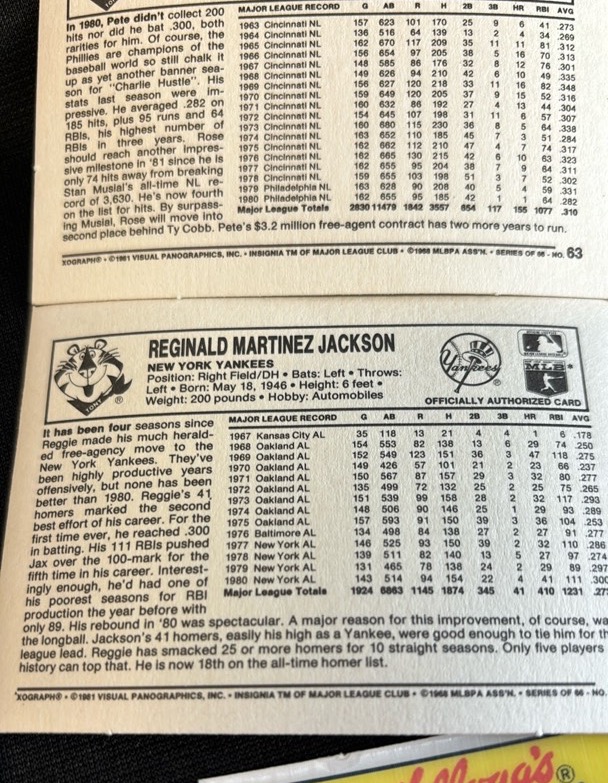 MAJOR LEAGUE RECORD G AB R H 2B 3B HR RBI AVG
In 1980, Pete didn't collect 200
hits nor did he bat .300, both
rarities for him. Of course, the
Phillies are champions of the
baseball world so still chalk it
up as yet another banner sea-
son for "Charlie Hustle". His
stats last season were im-
pressive. He averaged .282 on
185 hits, plus 95 runs and 64
RBIs, his highest number of
RBIs in three years. Rose
should reach another impres-
sive milestone in '81 since he is
only 74 hits away from breaking
Stan Musial's all-time NL re-
cord of 3,630. He's now fourth
on the list for hits. By surpass-
ing Musial, Rose will move into
second place behind Ty Cobb. Pete's $3.2 million free-agent contract has two more years to run.
1963 Cincinnati NL 157 623 101 170 25 9 6 41 .273
1964 Cincinnati NL 136 516 64 139 13 2 4 34 .269
1965 Cincinnati NL 162 670 117 209 35 11 11 81 .312
1966 Cincinnati NL 156 654 97 205 38 5 16 70 .313
1967 Cincinnati NL 148 585 86 176 32 8 12 76 .301
1968 Cincinnati NL 149 626 94 210 42 6 10 49 .335
1969 Cincinnati NL 156 627 120 218 33 11 16 82 .348
1970 Cincinnati NL 159 649 120 205 37 9 15 52 .316
1971 Cincinnati NL 160 632 86 192 27 4 13 44 .304
1972 Cincinnati NL 154 645 107 198 31 11 6 57 .307
1973 Cincinnati NL 160 680 115 230 36 8 5 64 .338
1974 Cincinnati NL 163 652 110 185 45 7 3 51 .284
1975 Cincinnati NL 162 662 112 210 47 4 7 74 .317
1976 Cincinnati NL 162 665 130 215 42 6 10 63 .323
1977 Cincinnati NL 162 655 95 204 38 7 9 64 .311
1978 Cincinnati NL 159 655 103 198 51 3 7 52 .302
1979 Philadelphia NL 163 628 90 208 40 5 4 59 .331
1980 Philadelphia NL 162 655 95 185 42 1 1 64 .282
Major League Totals 2830 11479 1842 3557 654 117 155 1077 .310
XOGRAPH® • ©1981 VISUAL PANOGRAPHICS, INC. • INSIGNIA TM OF MAJOR LEAGUE CLUB • ©1968 MLBPA ASS'N. • SERIES OF 66 - NO. 63
TONY ®
REGINALD MARTINEZ JACKSON
NEW YORK YANKEES
Position: Right Field/DH • Bats: Left • Throws:
Left • Born: May 18, 1946 • Height: 6 feet •
Weight: 200 pounds • Hobby: Automobiles
Yankees
MLB
OFFICIALLY AUTHORIZED CARD
It has been four seasons since
Reggie made his much herald-
ed free-agency move to the
New York Yankees. They've
been highly productive years
offensively, but none has been
better than 1980. Reggie's 41
homers marked the second
best effort of his career. For the
first time ever, he reached .300
in batting. His 111 RBIs pushed
Jax over the 100-mark for the
fifth time in his career. Interest-
ingly enough, he'd had one of
his poorest seasons for RBI
production the year before with
only 89. His rebound in '80 was spectacular. A major reason for this improvement, of course, wa
the longball. Jackson's 41 homers, easily his high as a Yankee, were good enough to tie him for th
league lead. Reggie has smacked 25 or more homers for 10 straight seasons. Only five players
history can top that. He is now 18th on the all-time homer list.
MAJOR LEAGUE RECORD G AB R H 2B 3B HR RBI AVG
1967 Kansas City AL 35 118 13 21 4 4 1 6 .178
1968 Oakland AL 154 553 82 138 13 6 29 74 .250
1969 Oakland AL 152 549 123 151 36 3 47 118 .275
1970 Oakland AL 149 426 57 101 21 2 23 66 .237
1971 Oakland AL 150 567 87 157 29 3 32 80 .277
1972 Oakland AL 135 499 72 132 25 2 25 75 .265
1973 Oakland AL 151 539 99 158 28 2 32 117 .293
1974 Oakland AL 148 506 90 146 25 1 29 93 .289
1975 Oakland AL 157 593 91 150 39 3 36 104 .253
1976 Baltimore AL 134 498 84 138 27 2 27 91 .277
1977 New York AL 146 525 93 150 39 2 32 110 .286
1978 New York AL 139 511 82 140 13 5 27 97 .274
1979 New York AL 131 465 78 138 24 2 29 89 .297
1980 New York AL 143 514 94 154 22 4 41 111 .300
Major League Totals 1924 6863 1145 1874 345 41 410 1231 .27
XOGRAPH® • ©1981 VISUAL PANOGRAPHICS, INC. • INSIGNIA TM OF MAJOR LEAGUE CLUB • ©1968 MLBPA ASS'N. • SERIES OF 66 - NO.
Kellogg's ®